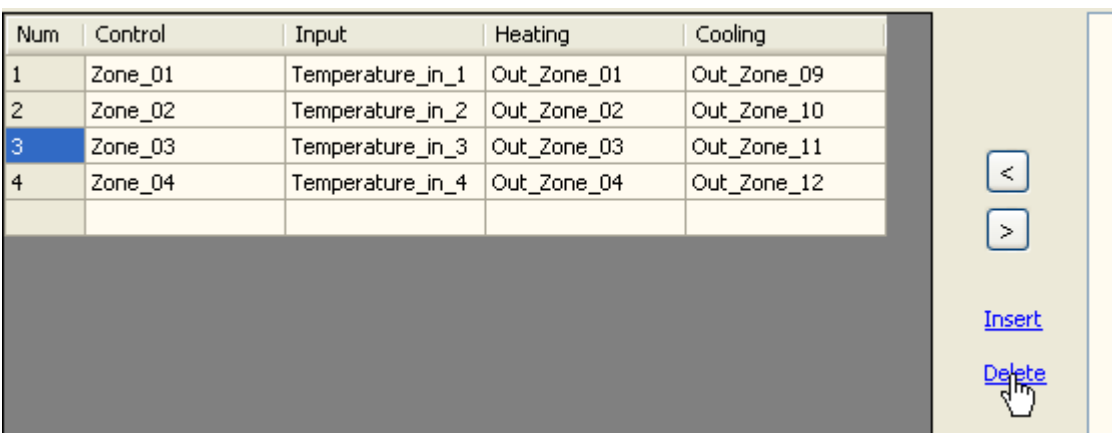 Num Control Input Heating Cooling
1 Zone_01 Temperature_in_1 Out_Zone_01 Out_Zone_09
2 Zone_02 Temperature_in_2 Out_Zone_02 Out_Zone_10
3 Zone_03 Temperature_in_3 Out_Zone_03 Out_Zone_11
4 Zone_04 Temperature_in_4 Out_Zone_04 Out_Zone_12
<
>
Insert
Delete